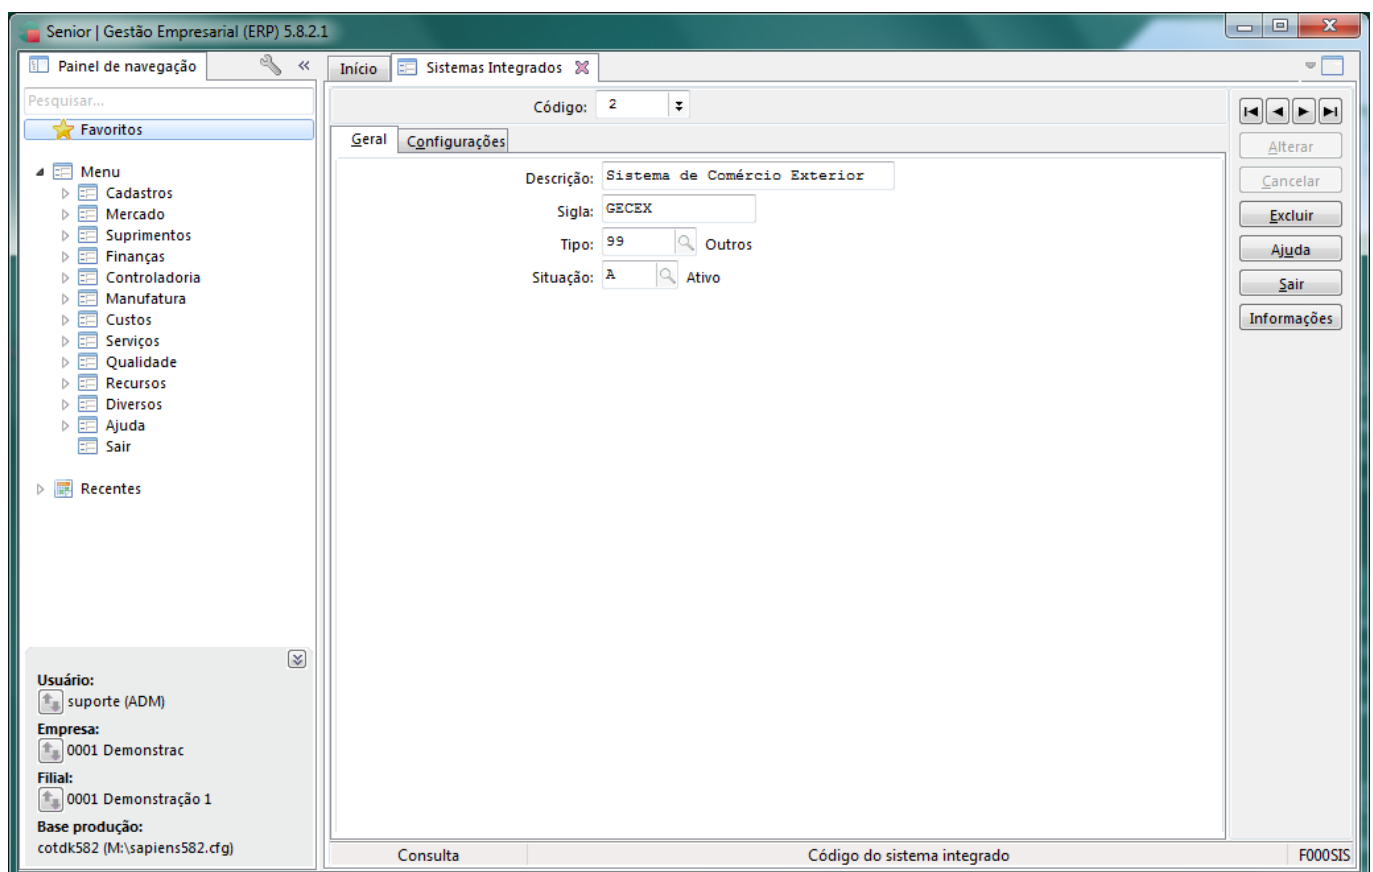 Senior | Gestão Empresarial (ERP) 5.8.2.1
Painel de navegação
Pesquisar...
Favoritos
Menu
Cadastros
Mercado
Suprimentos
Finanças
Controladoria
Manufatura
Custos
Serviços
Qualidade
Recursos
Diversos
Ajuda
Sair
Recentes
Usuário:
suporte (ADM)
Empresa:
0001 Demonstrac
Filial:
0001 Demonstração 1
Base produção:
cotdk582 (M:\sapiens582.cfg)
Início Sistemas Integrados
Código: 2
Geral Configurações
Descrição: Sistema de Comércio Exterior
Sigla: GECEX
Tipo: 99 Outros
Situação: A Ativo
Alterar
Cancelar
Excluir
Ajuda
Sair
Informações
Consulta Código do sistema integrado F000SIS